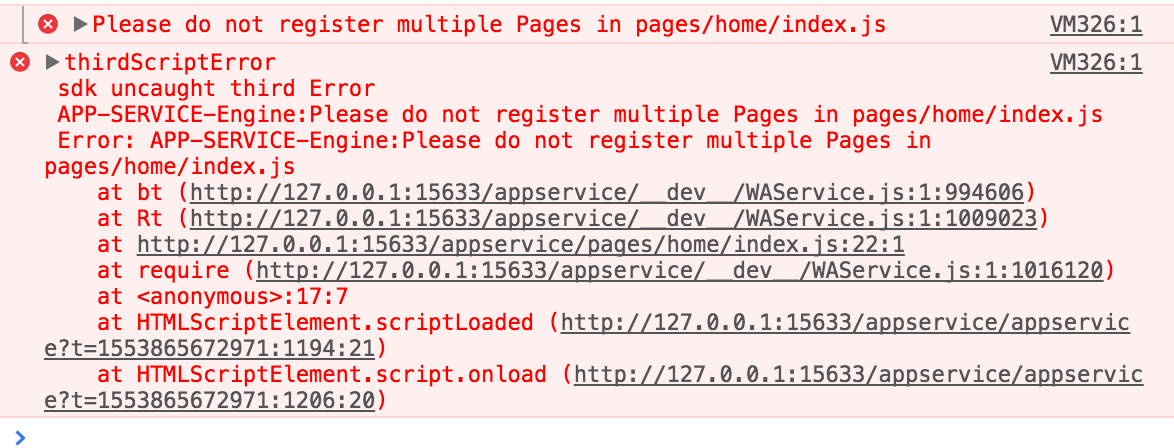 Please do not register multiple Pages in pages/home/index.js VM326:1
thirdScriptError VM326:1
sdk uncaught third Error
APP-SERVICE-Engine:Please do not register multiple Pages in pages/home/index.js
Error: APP-SERVICE-Engine:Please do not register multiple Pages in
pages/home/index.js
at bt (http://127.0.0.1:15633/appservice/__dev__/WAService.js:1:994606)
at Rt (http://127.0.0.1:15633/appservice/__dev__/WAService.js:1:1009023)
at http://127.0.0.1:15633/appservice/pages/home/index.js:22:1
at require (http://127.0.0.1:15633/appservice/__dev__/WAService.js:1:1016120)
at <anonymous>:17:7
at HTMLScriptElement.scriptLoaded (http://127.0.0.1:15633/appservice/appservic
e?t=1553865672971:1194:21)
at HTMLScriptElement.script.onload (http://127.0.0.1:15633/appservice/appservic
e?t=1553865672971:1206:20)